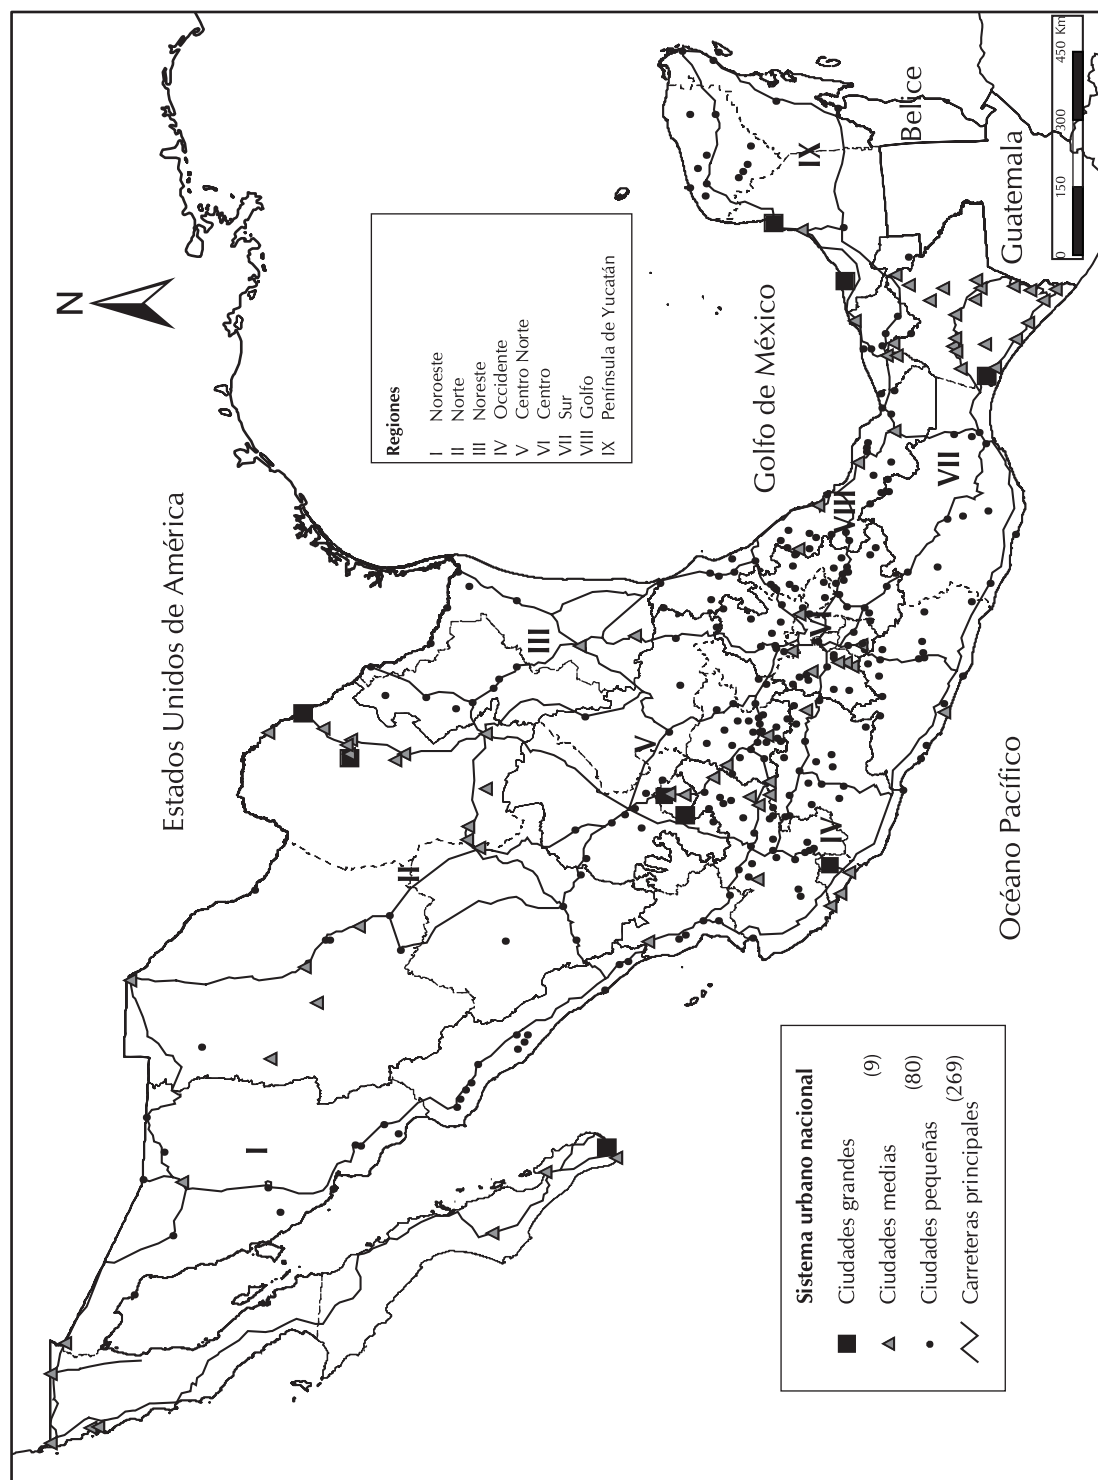 N
Estados Unidos de América
Golfo de México
Océano Pacífico
Guatemala
Belice
I
II
III
IV
V
VI
VII
VIII
IX
Regiones
I Noroeste
II Norte
III Noreste
IV Occidente
V Centro Norte
VI Centro
VII Sur
VIII Golfo
IX Península de Yucatán
Sistema urbano nacional
Ciudades grandes (9)
Ciudades medias (80)
Ciudades pequeñas (269)
Carreteras principales
0 150 300 450 Km